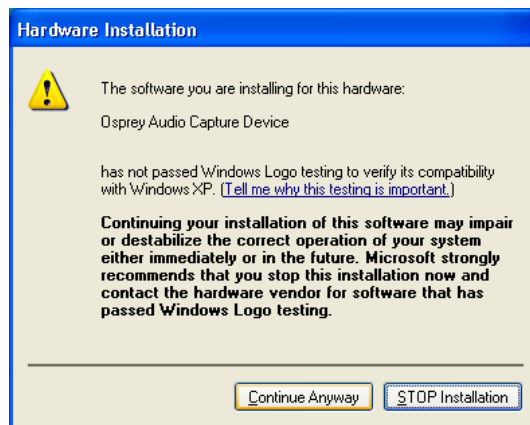 Hardware Installation
The software you are installing for this hardware:
Osprey Audio Capture Device
has not passed Windows Logo testing to verify its compatibility
with Windows XP. (Tell me why this testing is important.)
Continuing your installation of this software may impair
or destabilize the correct operation of your system
either immediately or in the future. Microsoft strongly
recommends that you stop this installation now and
contact the hardware vendor for software that has
passed Windows Logo testing.
Continue Anyway
STOP Installation